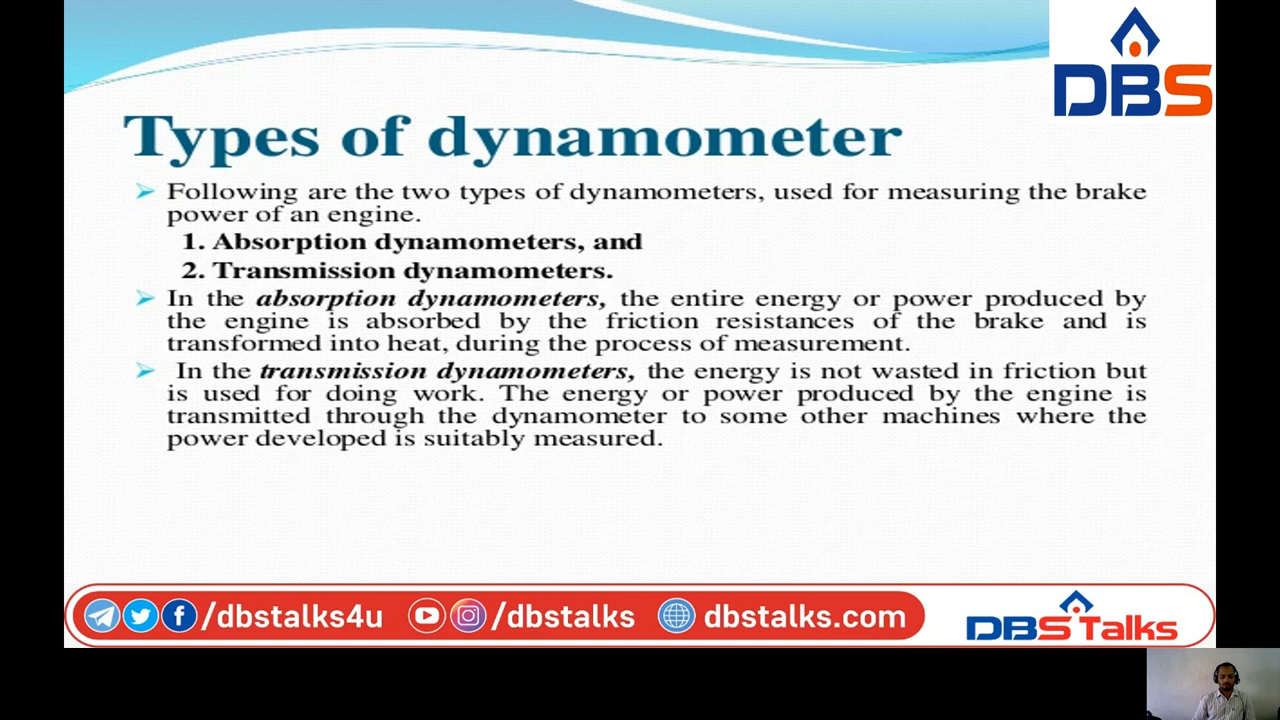 DBS
Types of dynamometer
Following are the two types of dynamometers, used for measuring the brake
power of an engine.
1. Absorption dynamometers, and
2. Transmission dynamometers.
In the absorption dynamometers, the entire energy or power produced by
the engine is absorbed by the friction resistances of the brake and is
transformed into heat, during the process of measurement.
In the transmission dynamometers, the energy is not wasted in friction but
is used for doing work. The energy or power produced by the engine is
transmitted through the dynamometer to some other machines where the
power developed is suitably measured.
/dbstalks4u /dbstalks dbstalks.com DBS Talks